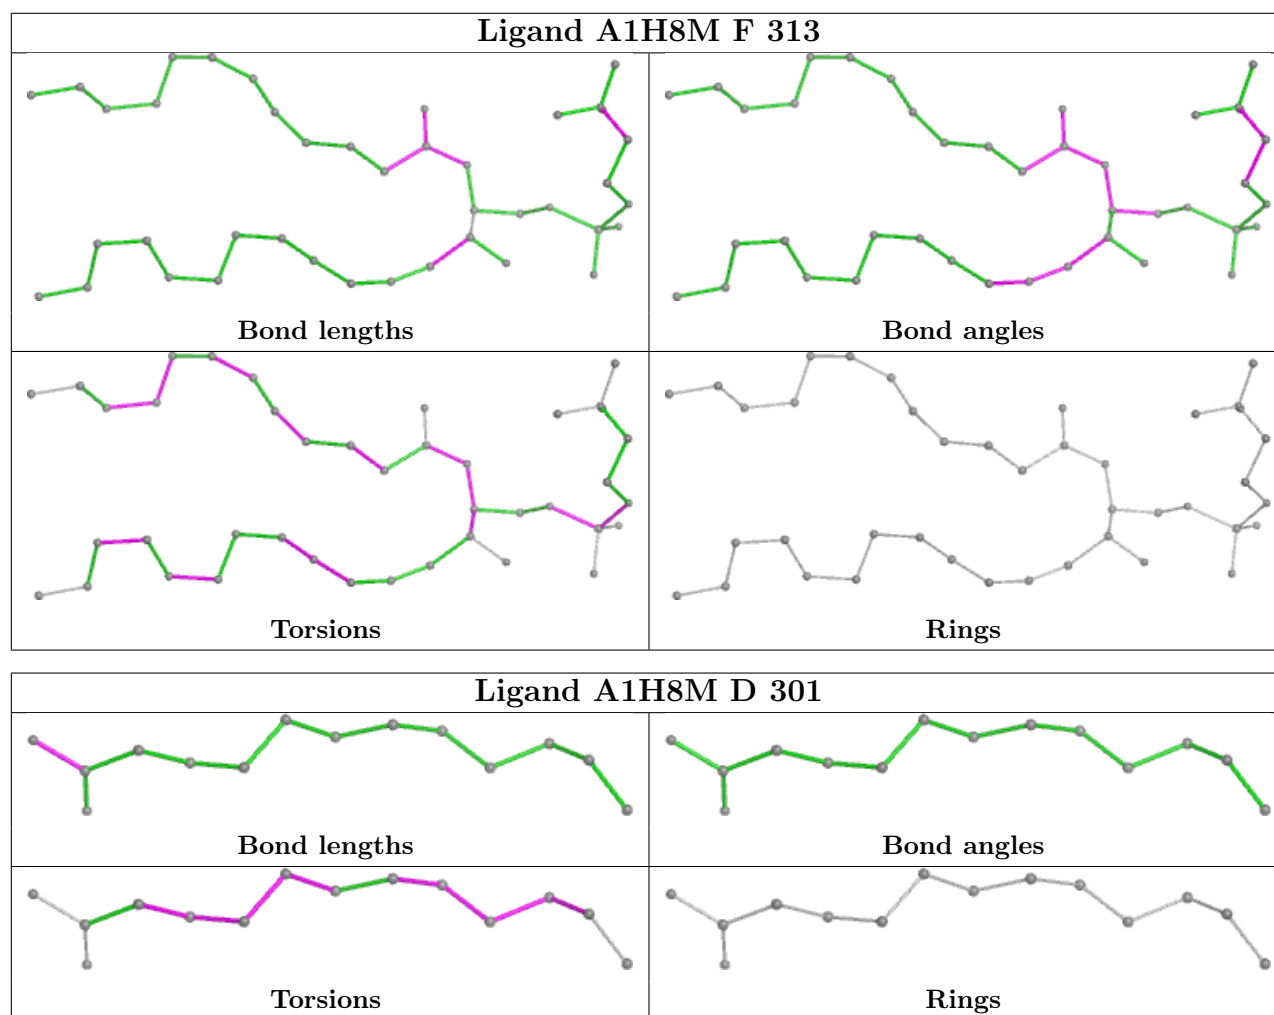 Ligand A1H8M F 313
Bond lengths
Bond angles
Torsions
Rings
Ligand A1H8M D 301
Bond lengths
Bond angles
Torsions
Rings